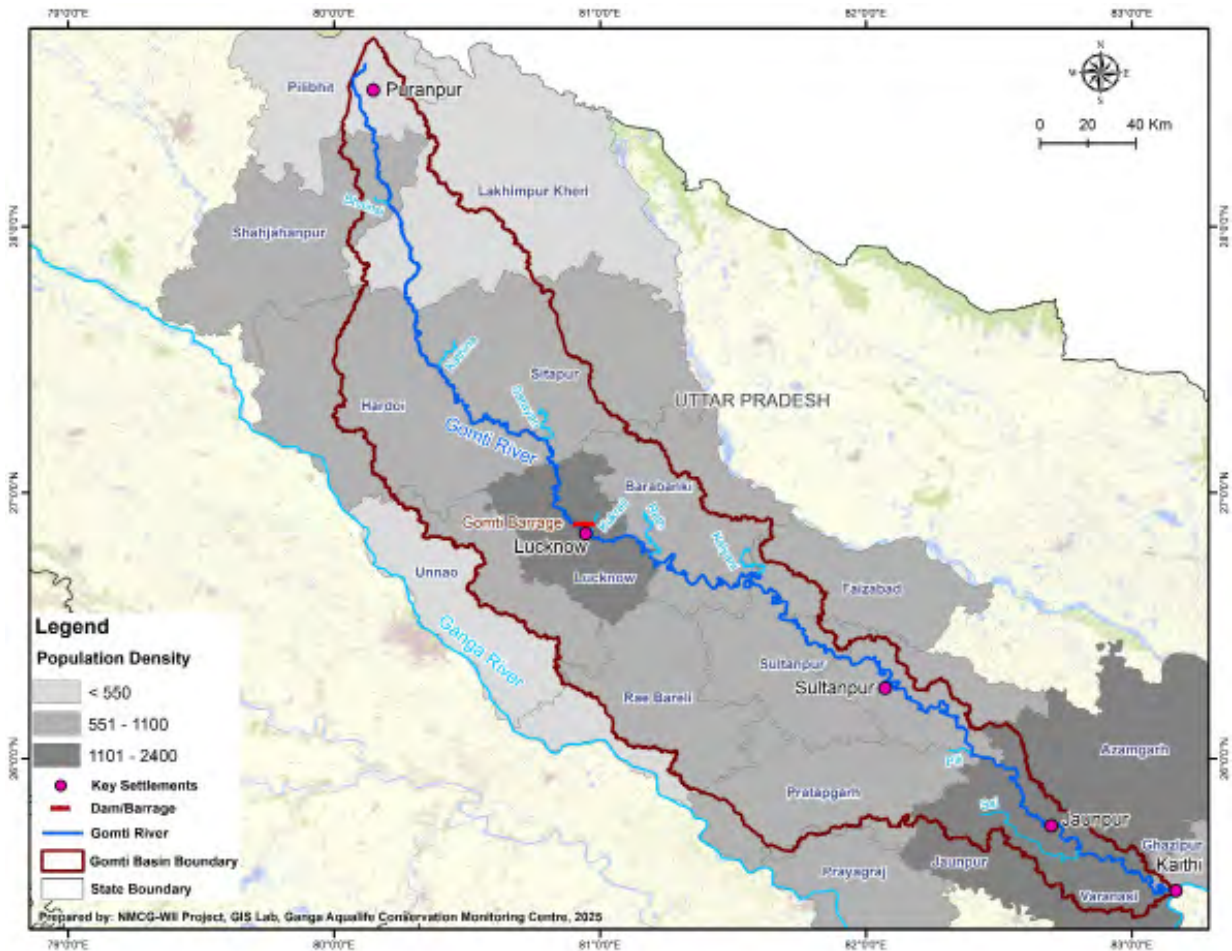 79°0'0"E 80°0'0"E 81°0'0"E 82°0'0"E 83°0'0"E
N
W E
S
0 20 40 Km
Pilibhit
Puranpur
Lakhimpur Kheri
Shahjahanpur
28°0'0"N 28°0'0"N
Sitapur
UTTAR PRADESH
Hardoi
Gomti River
Barabanki
27°0'0"N 27°0'0"N
Gomti Barrage
Kukrail
Reth
Kalyani
Lucknow
Lucknow
Unnao
Faizabad
Ganga River
Sultanpur
Sultanpur
Rae Bareli
Azamgarh
26°0'0"N 26°0'0"N
Pili
Pratapgarh
Sai
Jaunpur
Ghazipur
Jaunpur
Kaithi
Prayagraj
Varanasi
Legend
Population Density
< 550
551 - 1100
1101 - 2400
Key Settlements
Dam/Barrage
Gomti River
Gomti Basin Boundary
State Boundary
Prepared by: NMCG-WII Project, GIS Lab, Ganga Aqualife Conservation Monitoring Centre, 2025
79°0'0"E 80°0'0"E 81°0'0"E 82°0'0"E 83°0'0"E